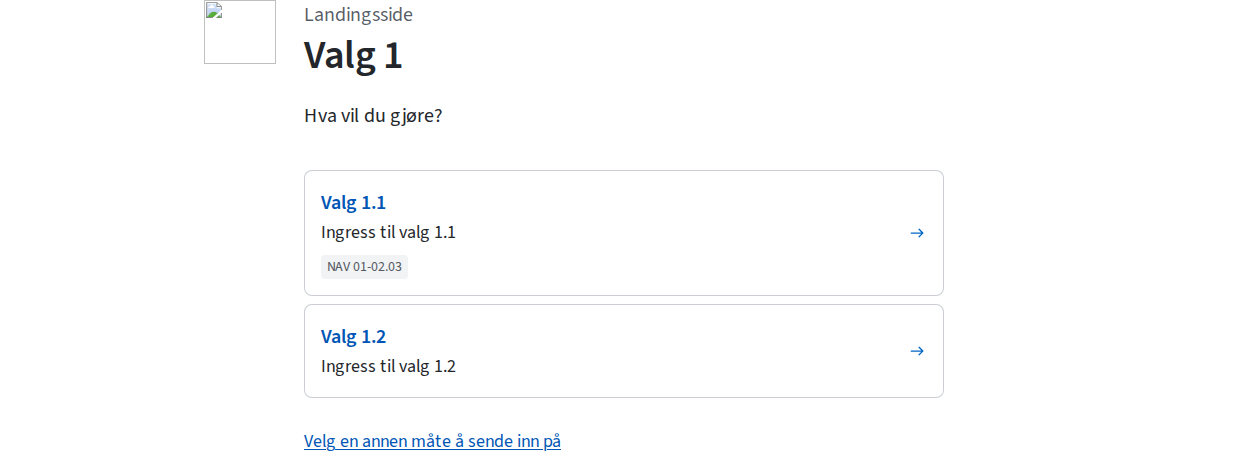 Landingsside
Valg 1
Hva vil du gjøre?
Valg 1.1
Ingress til valg 1.1
NAV 01-02.03
Valg 1.2
Ingress til valg 1.2
Velg en annen måte å sende inn på